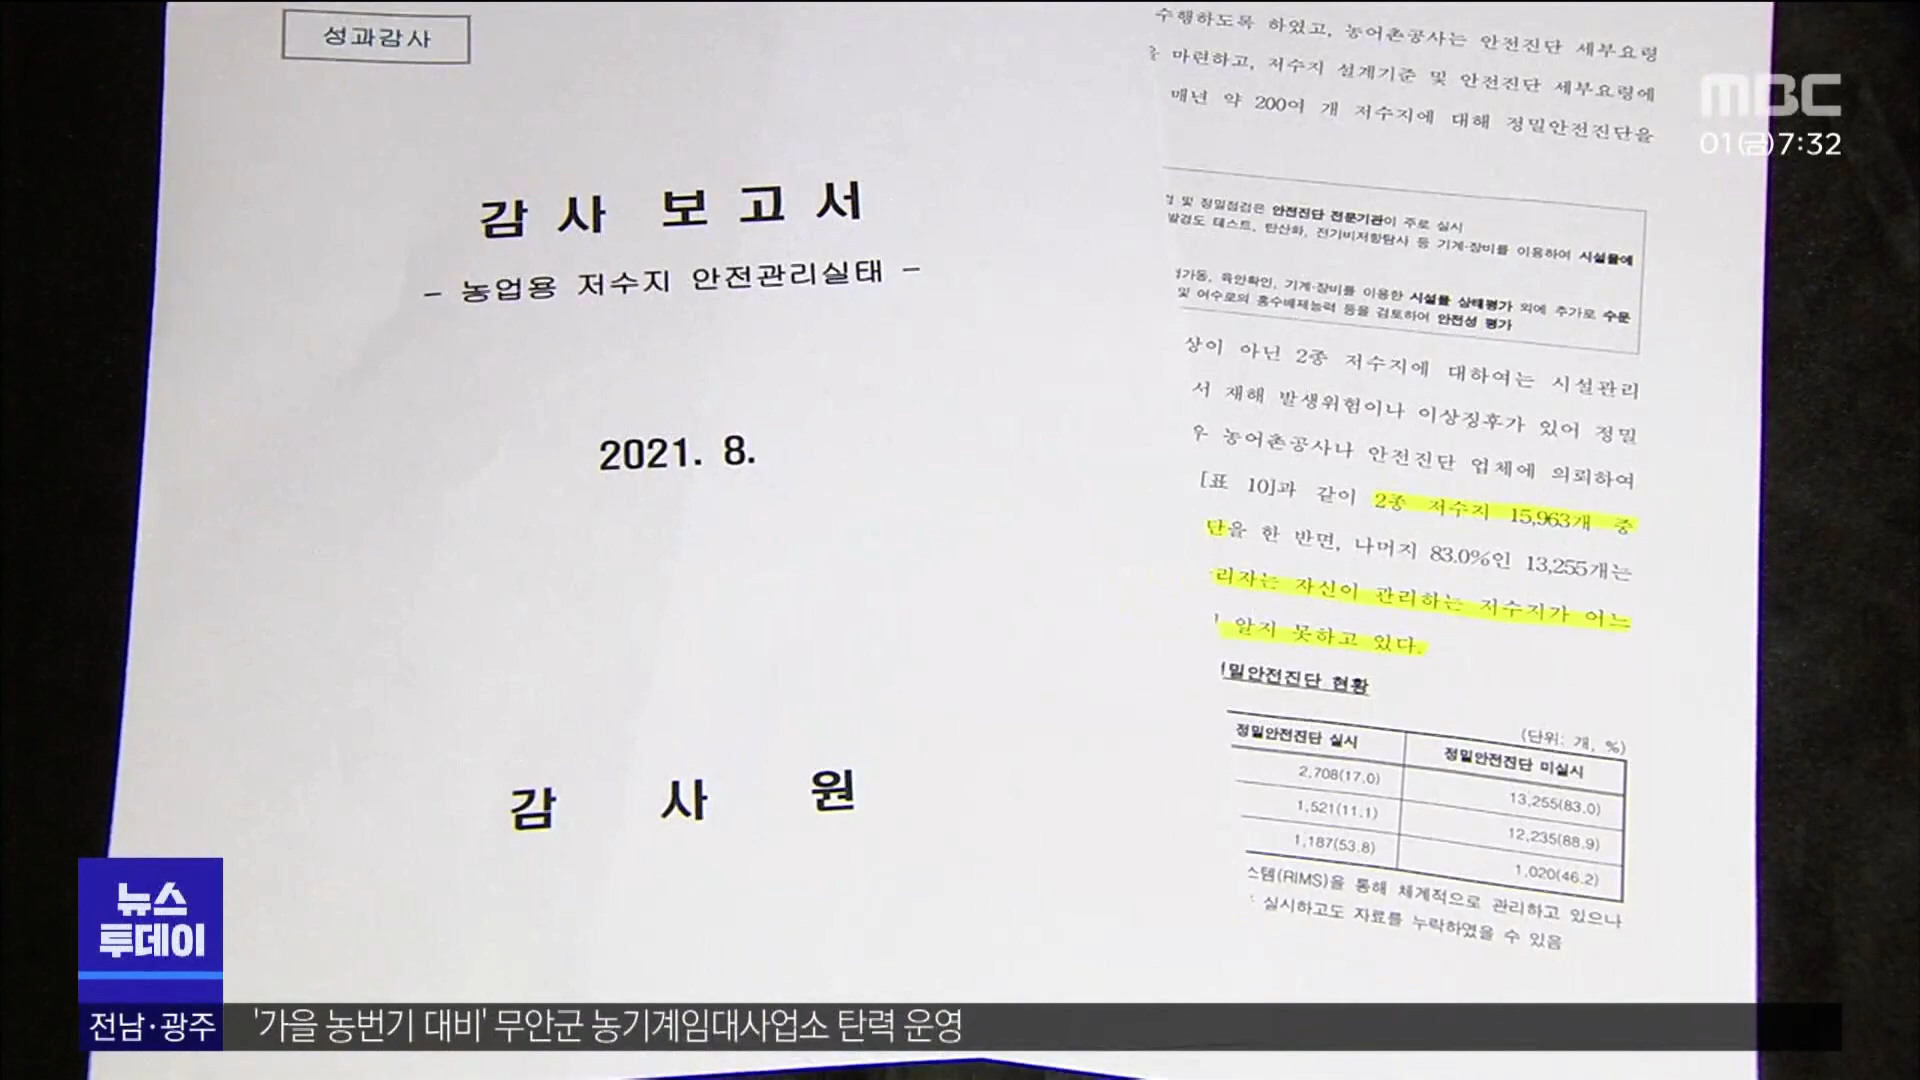 성과감사
감 사 보 고 서
- 농업용 저수지 안전관리실태 -
2021. 8.
감 사 원
수행하도록 하였고, 농어촌공사는 안전진단 세부요령
을 마련하고, 저수지 설계기준 및 안전진단 세부요령에
매년 약 200여 개 저수지에 대해 정밀안전진단을
및 정밀점검은 안전진단 전문기관이 주로 실시
발경도 테스트, 탄산화, 전기비저항탐사 등 기계·장비를 이용하여 시설물에
가동, 육안확인, 기계·장비를 이용한 시설물 상태평가 외에 추가로 수문
및 여수로의 홍수배제능력 등을 검토하여 안전성 평가
상이 아닌 2종 저수지에 대하여는 시설관리
서 재해 발생위험이나 이상징후가 있어 정밀
우 농어촌공사나 안전진단 업체에 의뢰하여
[표 10]과 같이 2종 저수지 15,963개 중
단을 한 반면, 나머지 83.0%인 13,255개는
리자는 자신이 관리하는 저수지가 어느
알지 못하고 있다.
밀안전진단 현황
(단위: 개, %)
정밀안전진단 실시 정밀안전진단 미실시
2,708(17.0) 13,255(83.0)
1,521(11.1) 12,235(88.9)
1,187(53.8) 1,020(46.2)
스템(RIMS)을 통해 체계적으로 관리하고 있으나
실시하고도 자료를 누락하였을 수 있음
MBC
01(금)7:32
뉴스
투데이
전남·광주 '가을 농번기 대비' 무안군 농기계임대사업소 탄력 운영